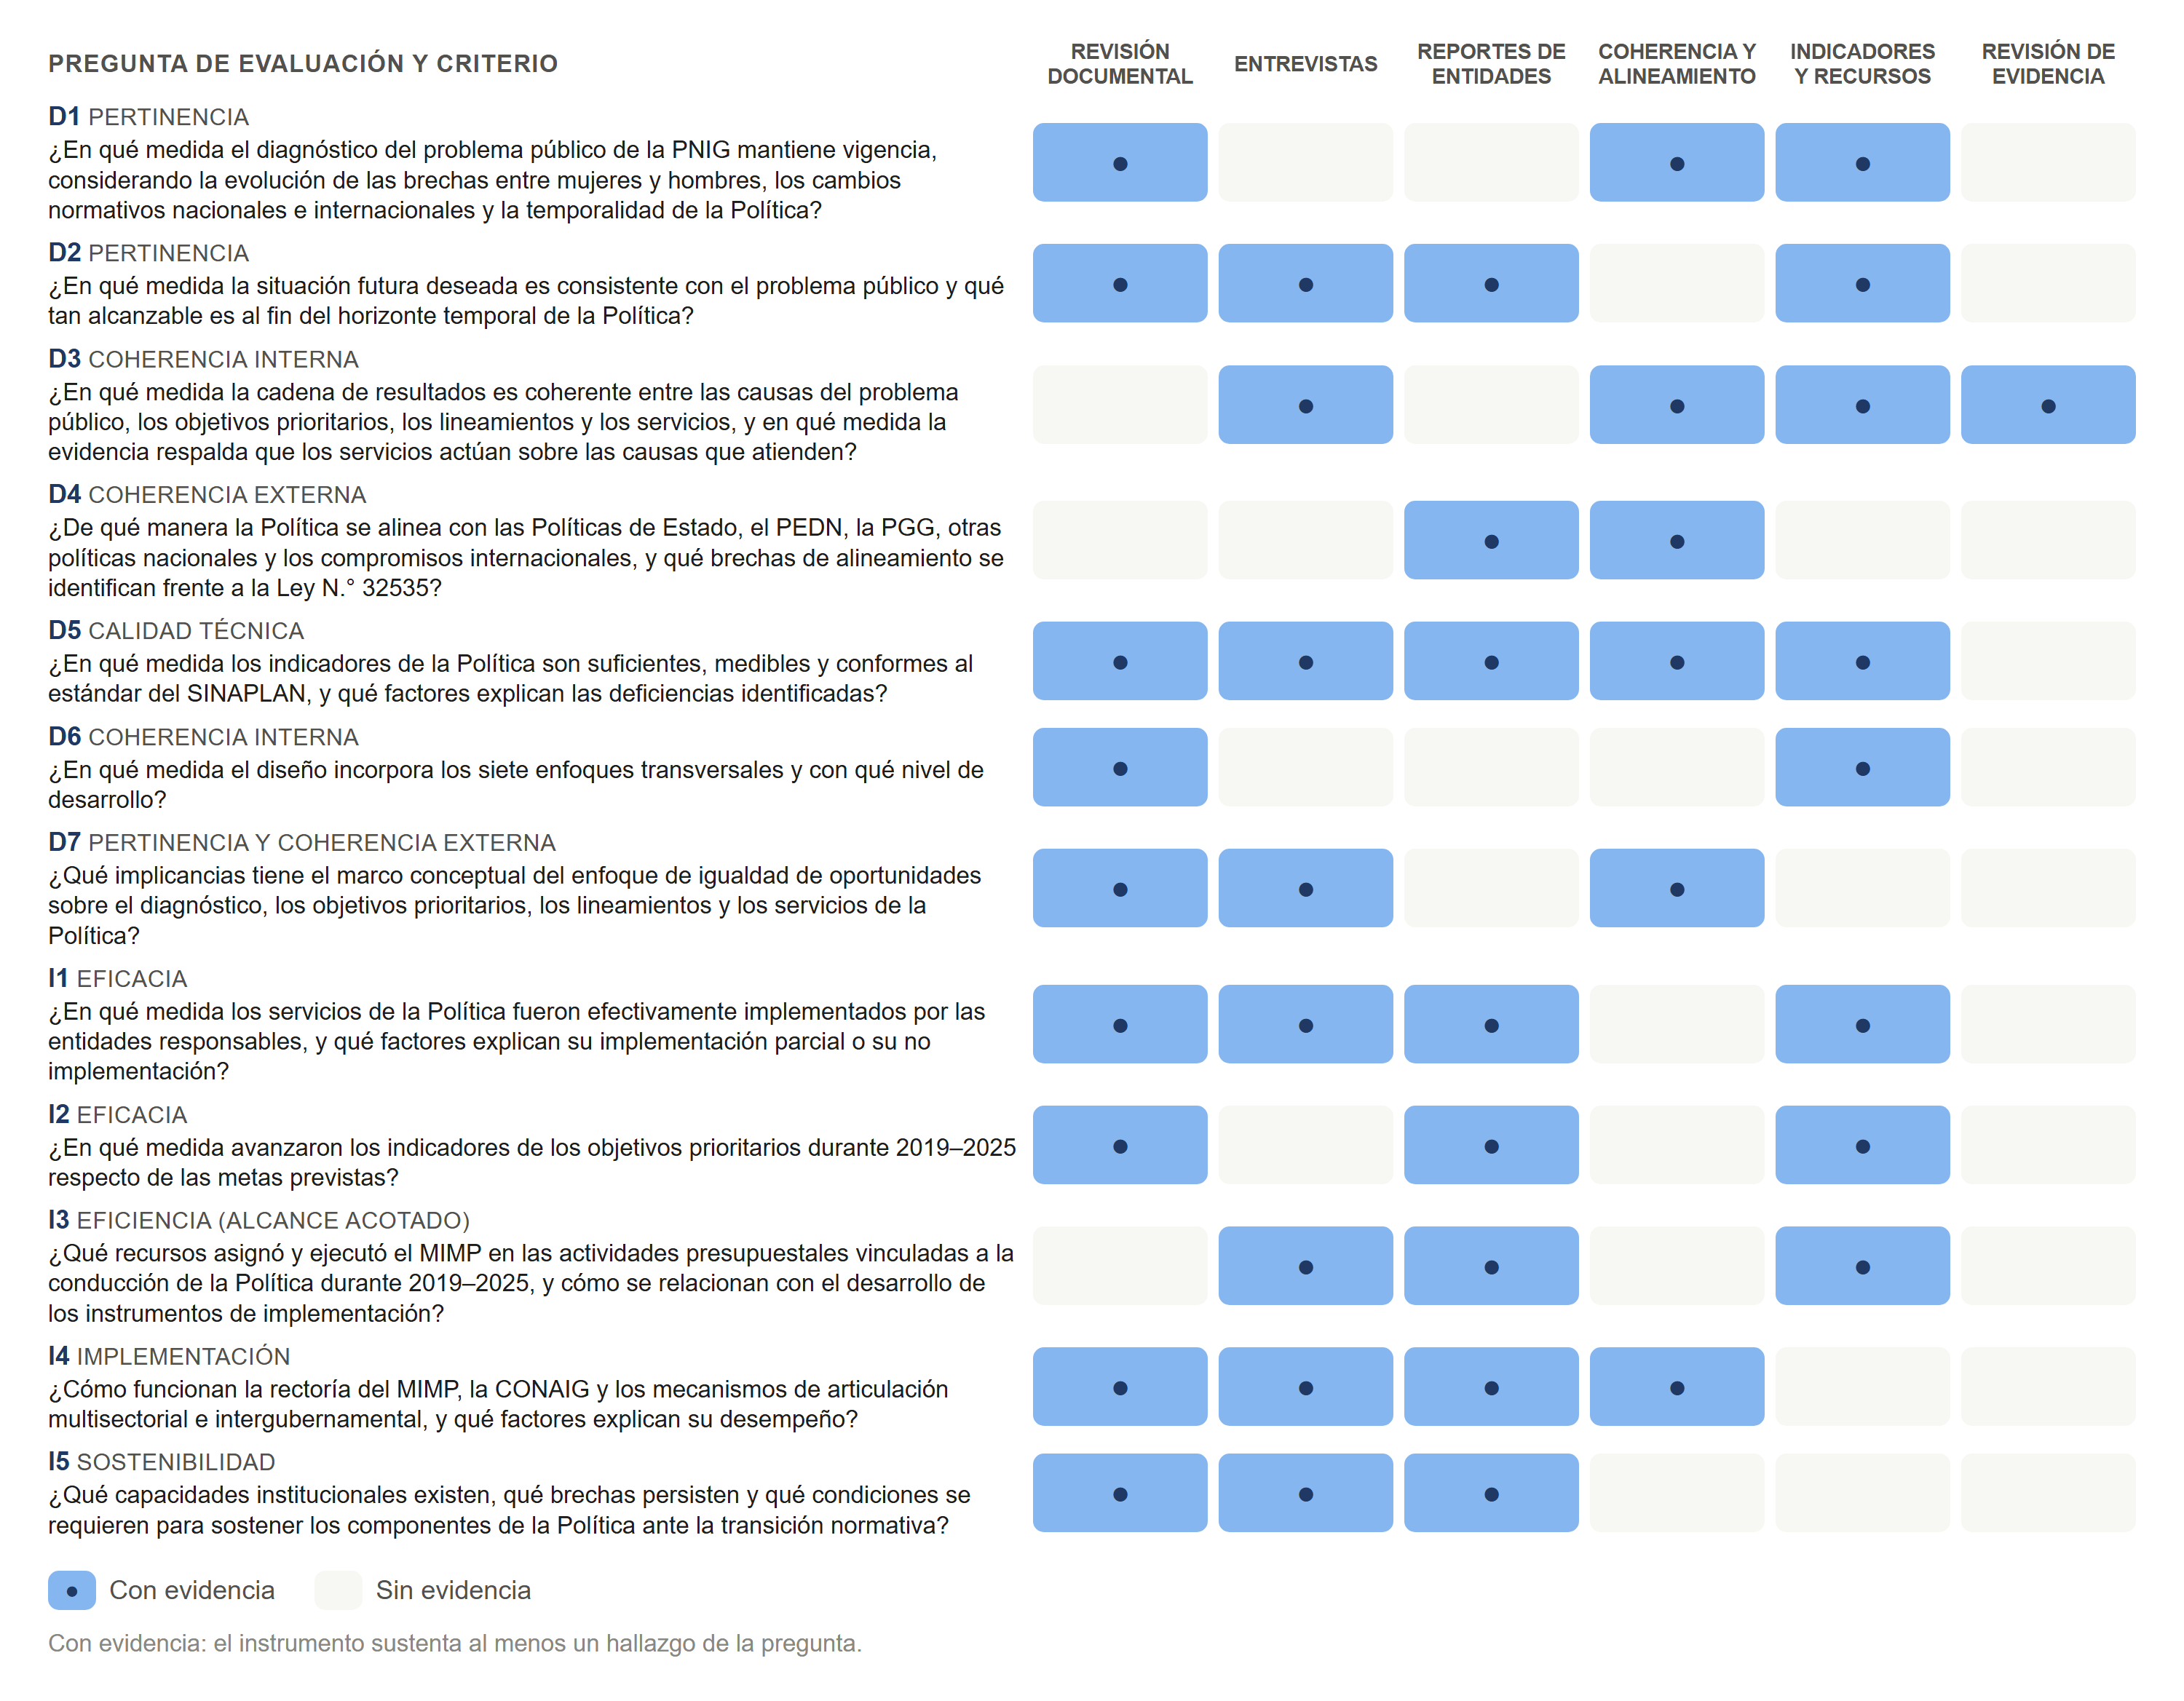 PREGUNTA DE EVALUACIÓN Y CRITERIO
REVISIÓN
DOCUMENTAL
ENTREVISTAS
REPORTES DE
ENTIDADES
COHERENCIA Y
ALINEAMIENTO
INDICADORES
Y RECURSOS
REVISIÓN DE
EVIDENCIA
D1 PERTINENCIA
¿En qué medida el diagnóstico del problema público de la PNIG mantiene vigencia,
considerando la evolución de las brechas entre mujeres y hombres, los cambios
normativos nacionales e internacionales y la temporalidad de la Política?
D2 PERTINENCIA
¿En qué medida la situación futura deseada es consistente con el problema público y qué
tan alcanzable es al fin del horizonte temporal de la Política?
D3 COHERENCIA INTERNA
¿En qué medida la cadena de resultados es coherente entre las causas del problema
público, los objetivos prioritarios, los lineamientos y los servicios, y en qué medida la
evidencia respalda que los servicios actúan sobre las causas que atienden?
D4 COHERENCIA EXTERNA
¿De qué manera la Política se alinea con las Políticas de Estado, el PEDN, la PGG, otras
políticas nacionales y los compromisos internacionales, y qué brechas de alineamiento se
identifican frente a la Ley N.° 32535?
D5 CALIDAD TÉCNICA
¿En qué medida los indicadores de la Política son suficientes, medibles y conformes al
estándar del SINAPLAN, y qué factores explican las deficiencias identificadas?
D6 COHERENCIA INTERNA
¿En qué medida el diseño incorpora los siete enfoques transversales y con qué nivel de
desarrollo?
D7 PERTINENCIA Y COHERENCIA EXTERNA
¿Qué implicancias tiene el marco conceptual del enfoque de igualdad de oportunidades
sobre el diagnóstico, los objetivos prioritarios, los lineamientos y los servicios de la
Política?
I1 EFICACIA
¿En qué medida los servicios de la Política fueron efectivamente implementados por las
entidades responsables, y qué factores explican su implementación parcial o su no
implementación?
I2 EFICACIA
¿En qué medida avanzaron los indicadores de los objetivos prioritarios durante 2019–2025
respecto de las metas previstas?
I3 EFICIENCIA (ALCANCE ACOTADO)
¿Qué recursos asignó y ejecutó el MIMP en las actividades presupuestales vinculadas a la
conducción de la Política durante 2019–2025, y cómo se relacionan con el desarrollo de
los instrumentos de implementación?
I4 IMPLEMENTACIÓN
¿Cómo funcionan la rectoría del MIMP, la CONAIG y los mecanismos de articulación
multisectorial e intergubernamental, y qué factores explican su desempeño?
I5 SOSTENIBILIDAD
¿Qué capacidades institucionales existen, qué brechas persisten y qué condiciones se
requieren para sostener los componentes de la Política ante la transición normativa?
Con evidencia
Sin evidencia
Con evidencia: el instrumento sustenta al menos un hallazgo de la pregunta.